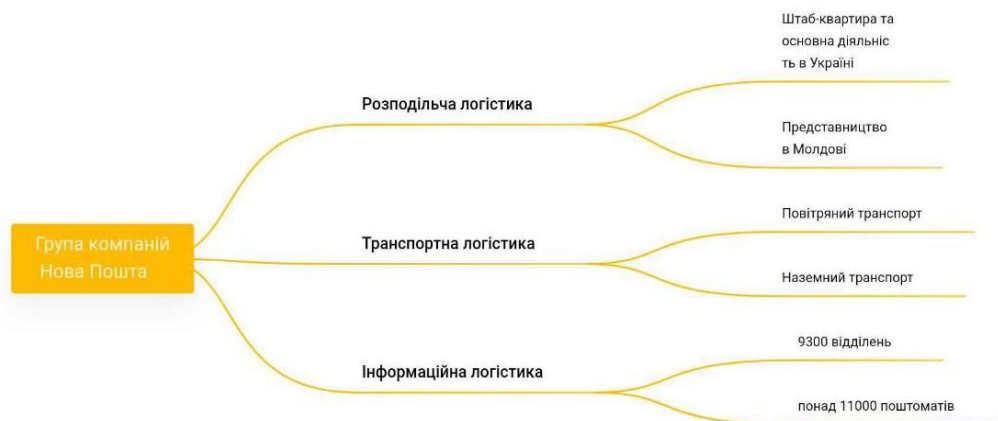 Група компаній
Нова Пошта
Розподільча логістика
Штаб-квартира та
основна діяльніс
ть в Україні
Представництво
в Молдові
Транспортна логістика
Повітряний транспорт
Наземний транспорт
Інформаційна логістика
9300 відділень
понад 11000 поштоматів